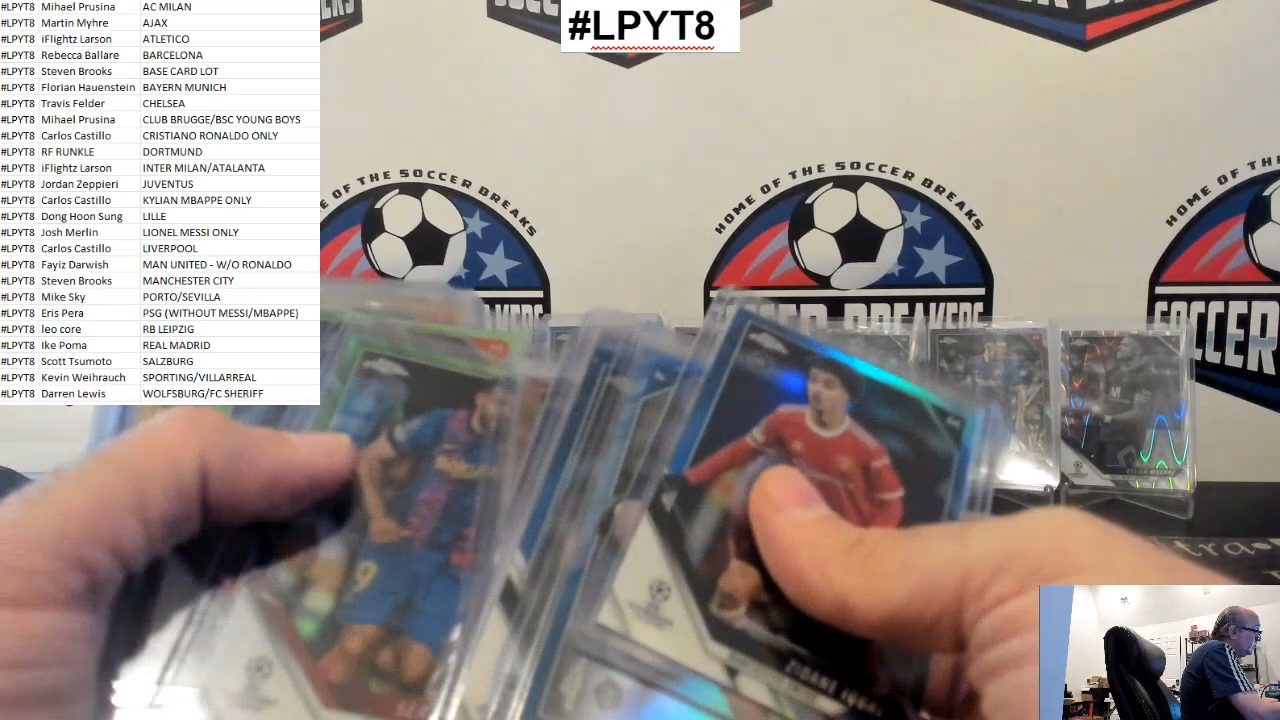 #LPYT8 Mihael Prusina AC MILAN
#LPYT8 Martin Myhre AJAX
#LPYT8 iFlightz Larson ATLETICO
#LPYT8 Rebecca Ballare BARCELONA
#LPYT8 Steven Brooks BASE CARD LOT
#LPYT8 Florian Hauenstein BAYERN MUNICH
#LPYT8 Travis Felder CHELSEA
#LPYT8 Mihael Prusina CLUB BRUGGE/BSC YOUNG BOYS
#LPYT8 Carlos Castillo CRISTIANO RONALDO ONLY
#LPYT8 RF RUNKLE DORTMUND
#LPYT8 iFlightz Larson INTER MILAN/ATALANTA
#LPYT8 Jordan Zeppieri JUVENTUS
#LPYT8 Carlos Castillo KYLIAN MBAPPE ONLY
#LPYT8 Dong Hoon Sung LILLE
#LPYT8 Josh Merlin LIONEL MESSI ONLY
#LPYT8 Carlos Castillo LIVERPOOL
#LPYT8 Fayiz Darwish MAN UNITED - W/O RONALDO
#LPYT8 Steven Brooks MANCHESTER CITY
#LPYT8 Mike Sky PORTO/SEVILLA
#LPYT8 Eris Pera PSG (WITHOUT MESSI/MBAPPE)
#LPYT8 leo core RB LEIPZIG
#LPYT8 Ike Poma REAL MADRID
#LPYT8 Scott Tsumoto SALZBURG
#LPYT8 Kevin Weihrauch SPORTING/VILLARREAL
#LPYT8 Darren Lewis WOLFSBURG/FC SHERIFF
#LPYT8
OF THE SOCCER BREAKS
HOME OF THE SOCCER BREAKS
HOME OF THE
SOCCER BREAKERS
SOCCER
KYLIAN MBAPPE
ZIDANE IQBAL